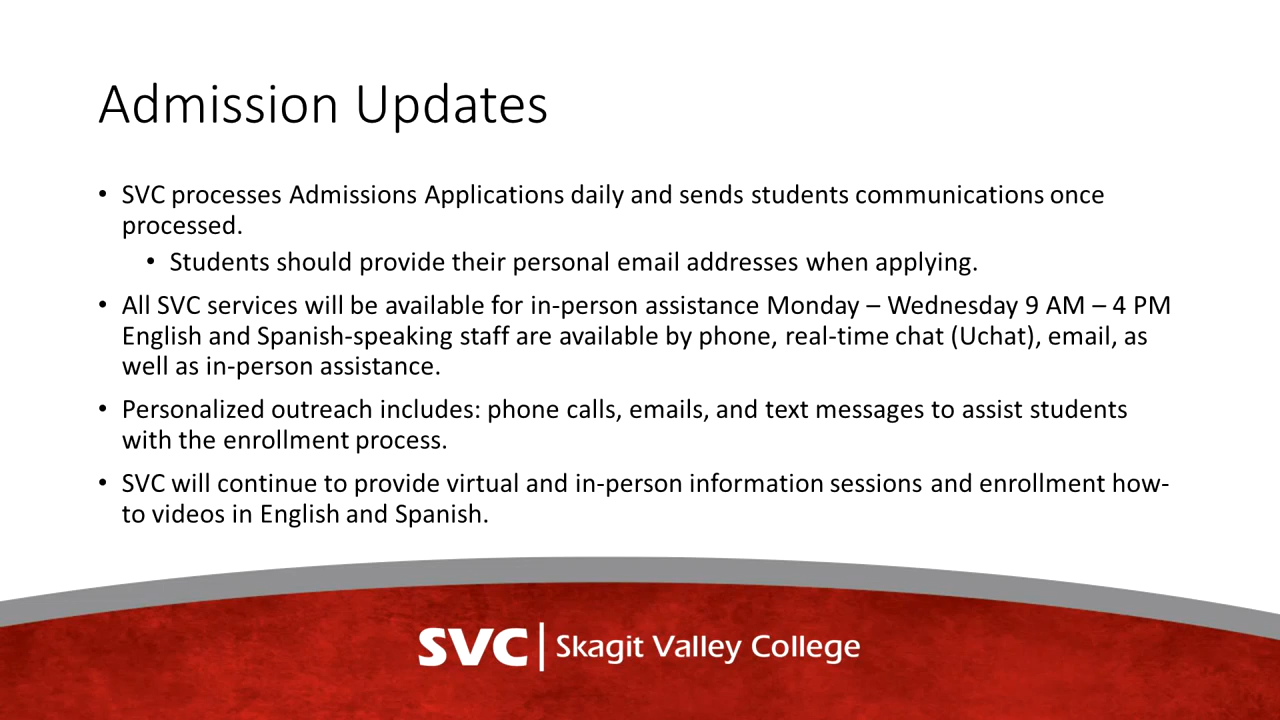 Admission Updates
• SVC processes Admissions Applications daily and sends students communications once
processed.
• Students should provide their personal email addresses when applying.
• All SVC services will be available for in-person assistance Monday – Wednesday 9 AM – 4 PM
English and Spanish-speaking staff are available by phone, real-time chat (Uchat), email, as
well as in-person assistance.
• Personalized outreach includes: phone calls, emails, and text messages to assist students
with the enrollment process.
• SVC will continue to provide virtual and in-person information sessions and enrollment how-
to videos in English and Spanish.
SVC | Skagit Valley College